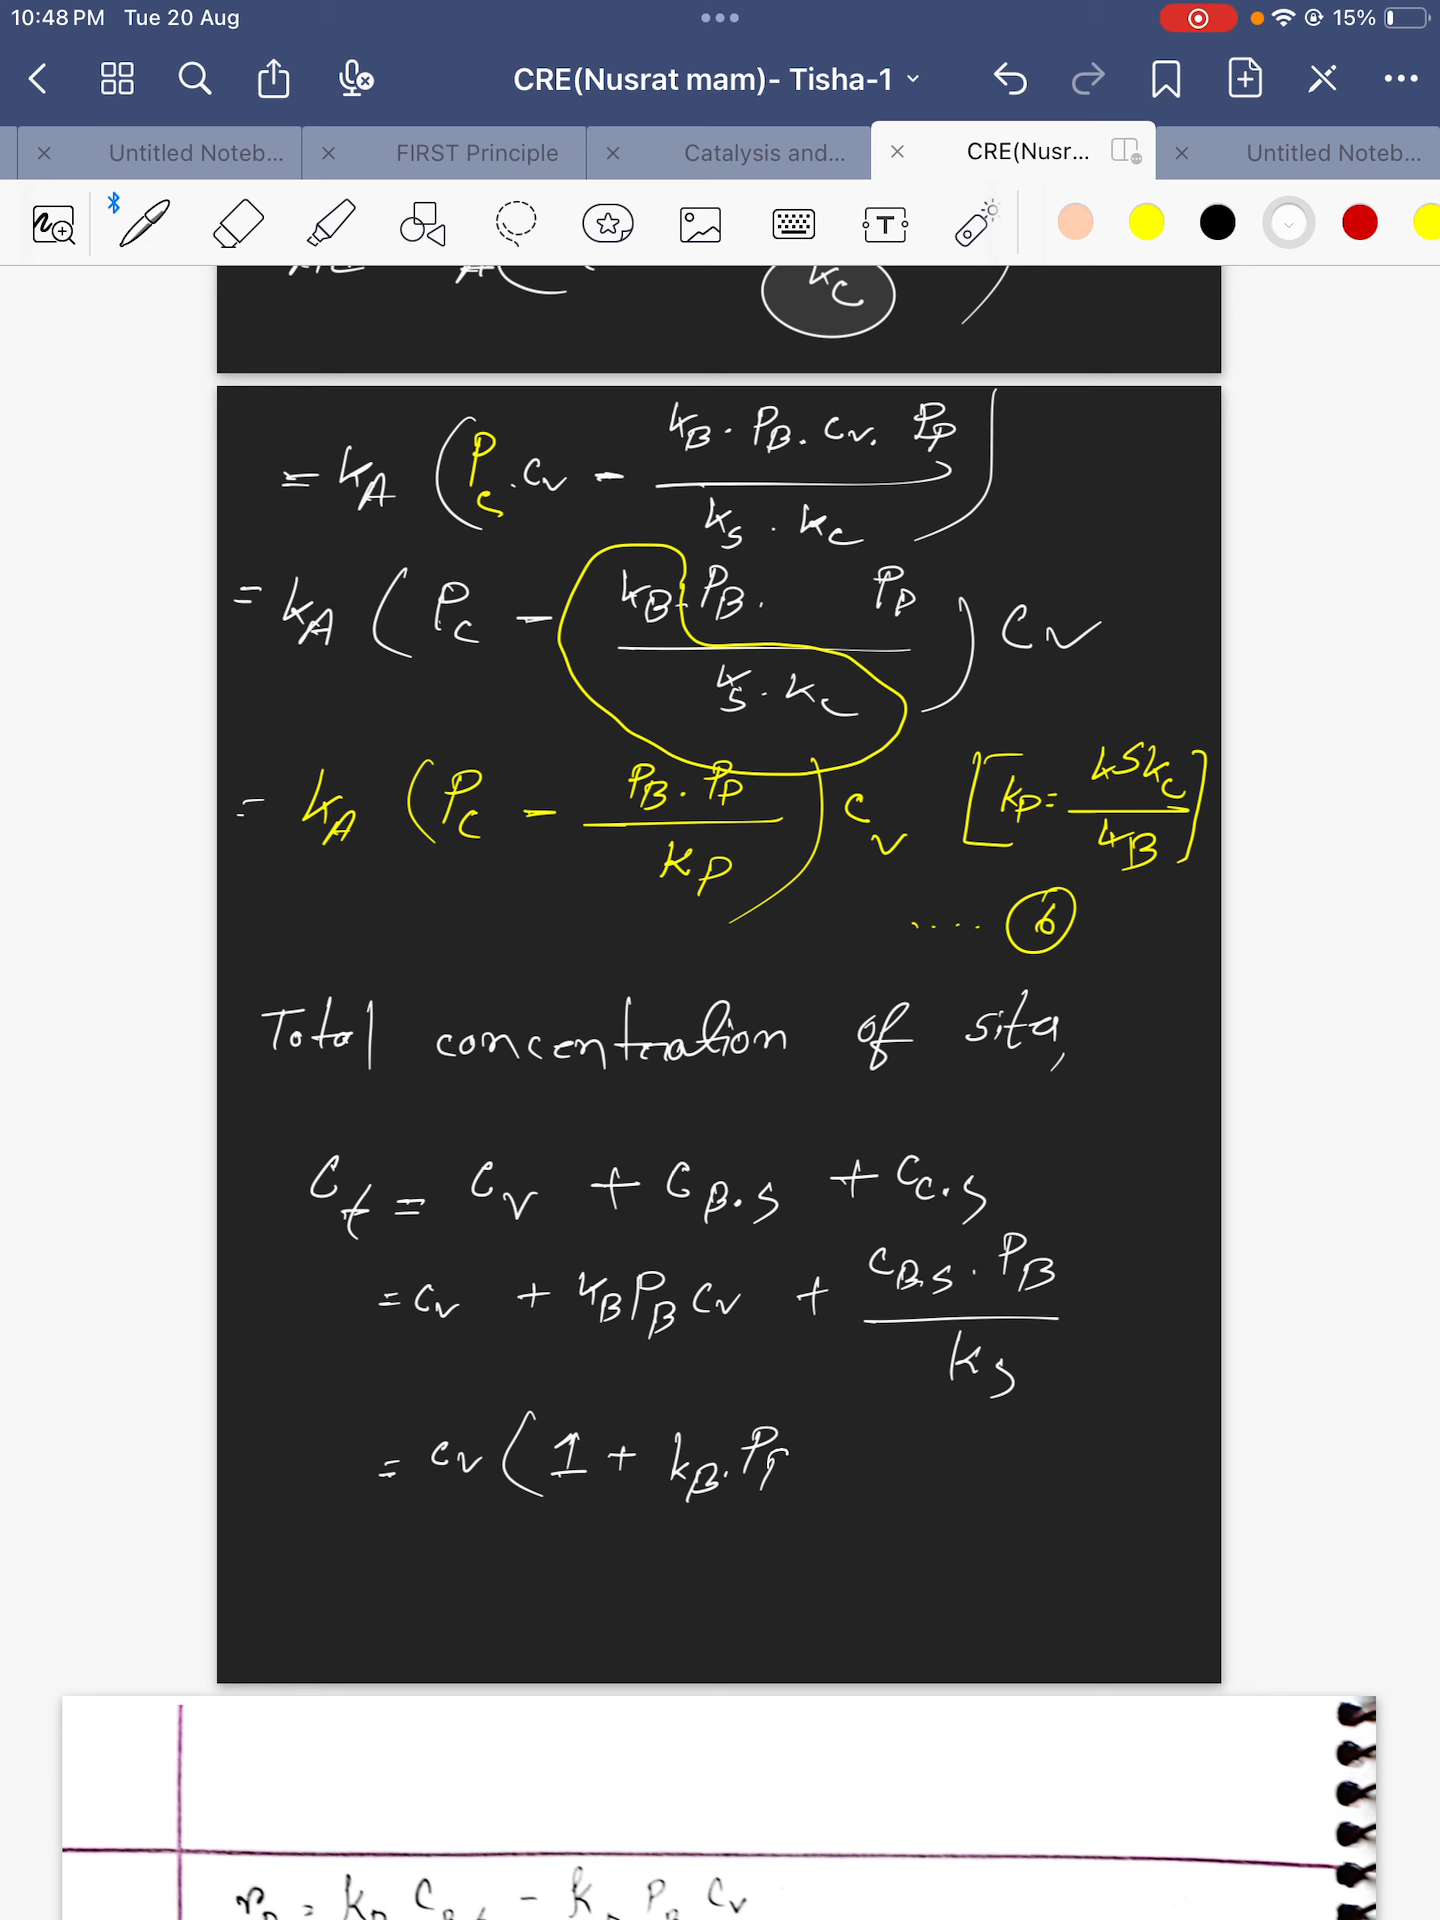 10:48 PM Tue 20 Aug
15%
CRE(Nusrat mam)- Tisha-1
Untitled Noteb...
FIRST Principle
Catalysis and...
CRE(Nusr...
Untitled Noteb...
T
kc
= kA (Pc . Cv - kB . PB . Cv . PP / ks . kc)
= kA (Pc - kB . PB . PP / ks . kc) Cv
= kA (Pc - PB . PP / KP) Cv [kp = kS kc / kB]
.... 6
Total concentration of site,
Ct = Cv + CB.S + CC.S
= Cv + kB PB Cv + CB.S . PB / ks
= Cv (1 + kB . P